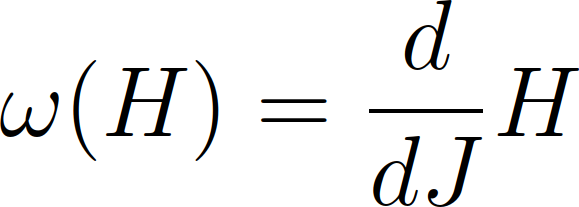 ω(H) = d/dJ H